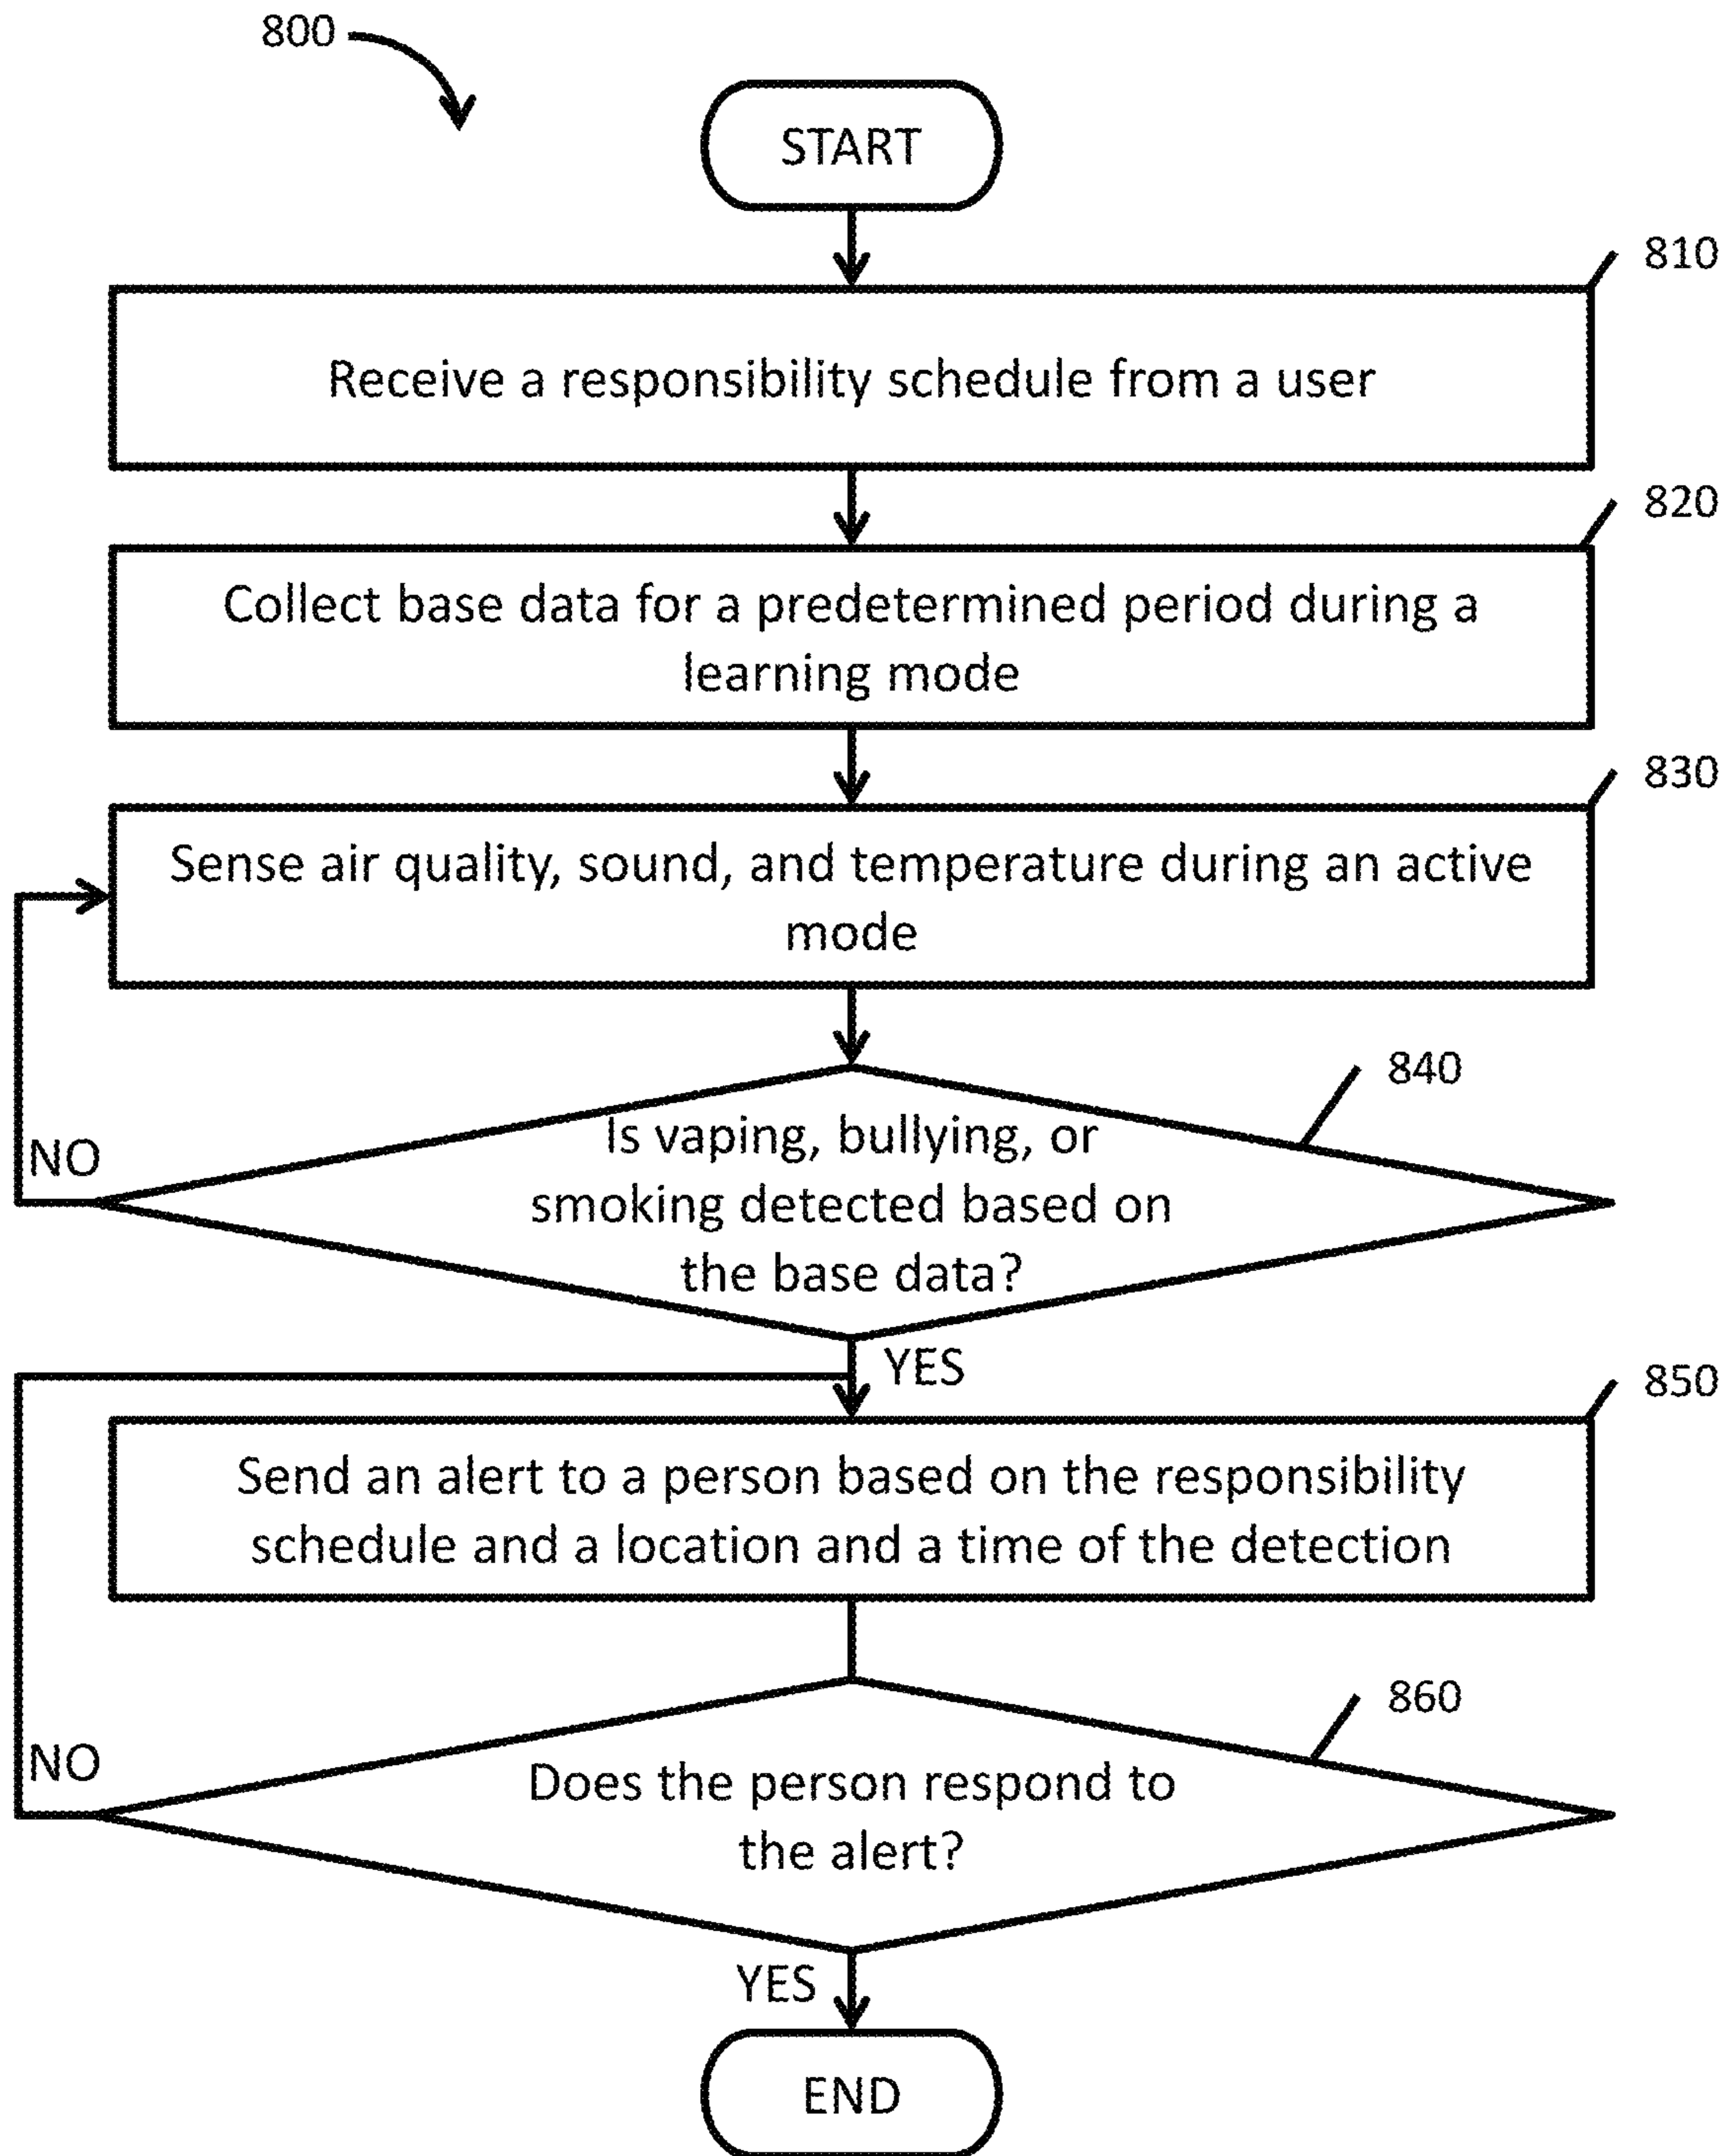 800
START
810
Receive a responsibility schedule from a user
820
Collect base data for a predetermined period during a
learning mode
830
Sense air quality, sound, and temperature during an active
mode
840
Is vaping, bullying, or
smoking detected based on
the base data?
NO
YES
850
Send an alert to a person based on the responsibility
schedule and a location and a time of the detection
860
Does the person respond to
the alert?
NO
YES
END